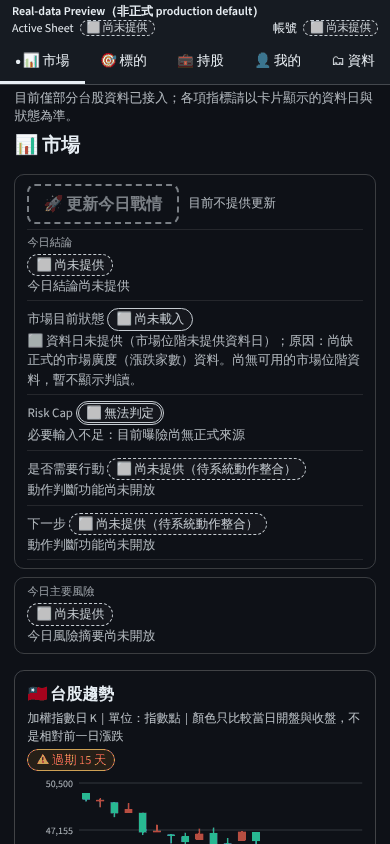 Real-data Preview（非正式 production default）
Active Sheet 尚未提供 帳號 尚未提供
市場 標的 持股 我的 資料
目前僅部分台股資料已接入；各項指標請以卡片顯示的資料日與
狀態為準。
市場
更新今日戰情 目前不提供更新
今日結論
尚未提供
今日結論尚未提供
市場目前狀態 尚未載入
資料日未提供（市場位階未提供資料日）；原因：尚缺
正式的市場廣度（漲跌家數）資料。尚無可用的市場位階資
料，暫不顯示判讀。
Risk Cap 無法判定
必要輸入不足：目前曝險尚無正式來源
是否需要行動 尚未提供（待系統動作整合）
動作判斷功能尚未開放
下一步 尚未提供（待系統動作整合）
動作判斷功能尚未開放
今日主要風險
尚未提供
今日風險摘要尚未開放
台股趨勢
加權指數日 K｜單位：指數點｜顏色只比較當日開盤與收盤，不
是相對前一日漲跌
過期 15 天
50,500
47,155